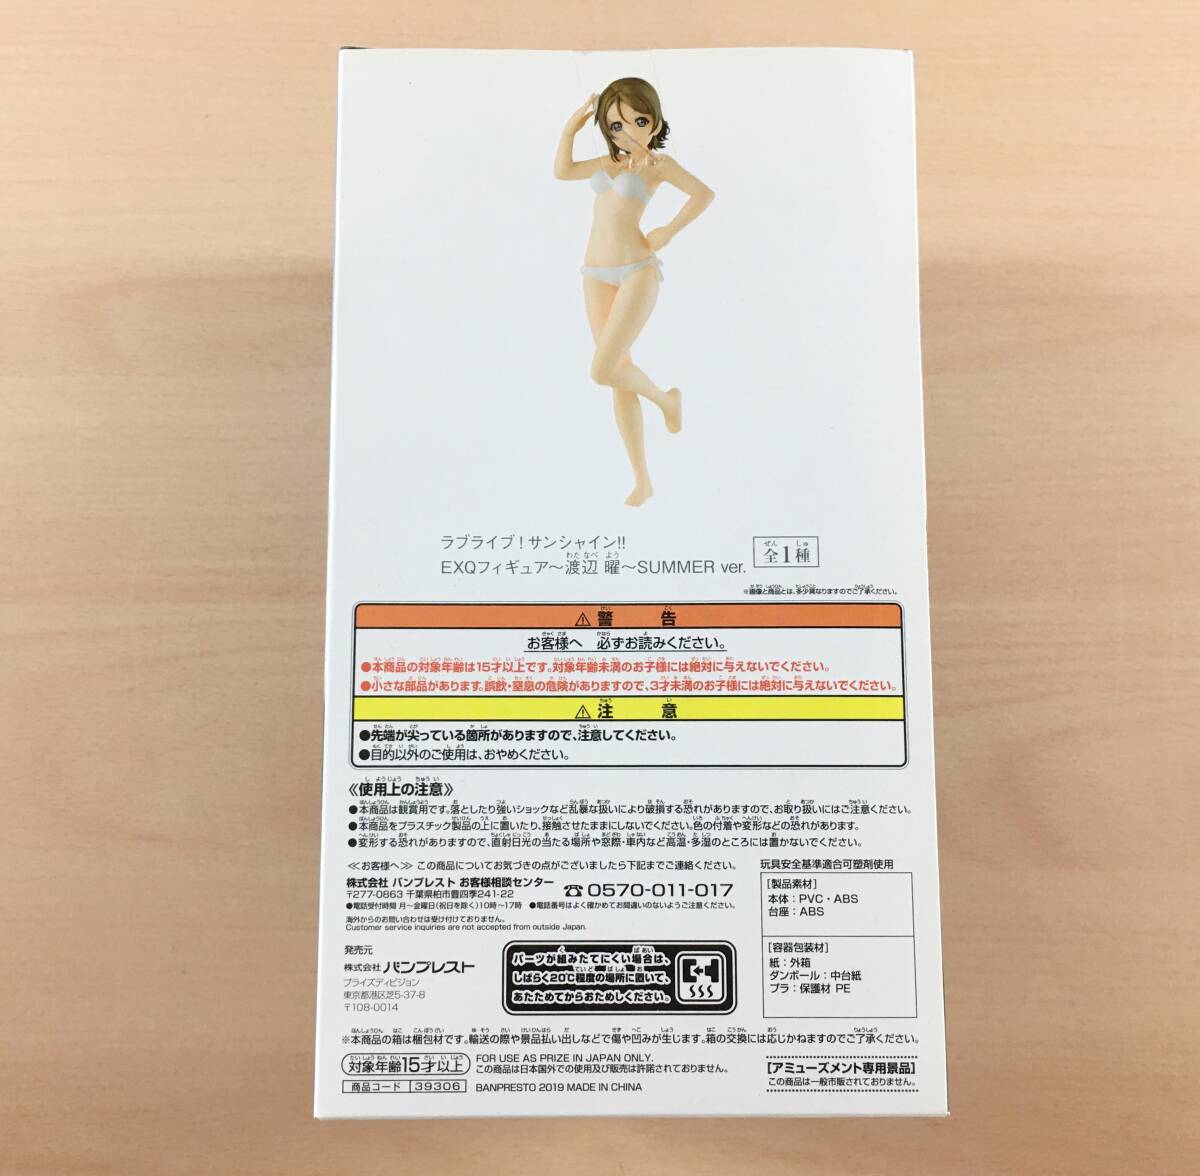 ラブライブ!サンシャイン!!
EXQフィギュア〜渡辺 曜〜SUMMER ver.
全1種
※画像と商品とは、多少異なりますのでご了承ください。
⚠警告
お客様へ 必ずお読みください。
●本商品の対象年齢は15才以上です。対象年齢未満のお子様には絶対に与えないでください。
●小さな部品があります。誤飲・窒息の危険がありますので、3才未満のお子様には絶対に与えないでください。
⚠注意
●先端が尖っている箇所がありますので、注意してください。
●目的以外のご使用は、おやめください。
《使用上の注意》
●本商品は観賞用です。落としたり強いショックなど乱暴な扱いにより破損する恐れがありますので、お取り扱いにはご注意ください。
●本商品をプラスチック製品の上に置いたり、接触させたままにしないでください。色の付着や変形などの恐れがあります。
●変形する恐れがありますので、直射日光の当たる場所や窓際・車内など高温・多湿のところには置かないでください。
≪お客様へ≫ この商品についてお気づきの点がございましたら下記までご連絡ください。
株式会社 バンプレスト お客様相談センター
〒277-0863 千葉県柏市豊四季241-22
☎0570-011-017
●電話受付時間 月〜金曜日(祝日を除く)10時〜17時 ●電話番号はよく確かめてお間違いのないようご注意ください。
海外からのお問い合わせは受け付けておりません。
Customer service inquiries are not accepted from outside Japan.
発売元
株式会社 バンプレスト
プライズディビジョン
東京都港区芝5-37-8
〒108-0014
パーツが組みたてにくい場合は、
しばらく20℃程度の場所に置いて、
あたためてからおためしください。
玩具安全基準適合可塑剤使用
[製品素材]
本体:PVC・ABS
台座:ABS
[容器包装材]
紙:外箱
ダンボール:中台紙
プラ:保護材 PE
※本商品の箱は梱包材です。輸送の際や景品払い出しなどで傷や凹みが生じます。箱の交換には応じかねますのでご了承ください。
対象年齢15才以上
商品コード 39306
FOR USE AS PRIZE IN JAPAN ONLY.
この商品は日本国外での使用及び販売は許諾されておりません。
BANPRESTO 2019 MADE IN CHINA
[アミューズメント専用景品]
この商品は一般市販されておりません。